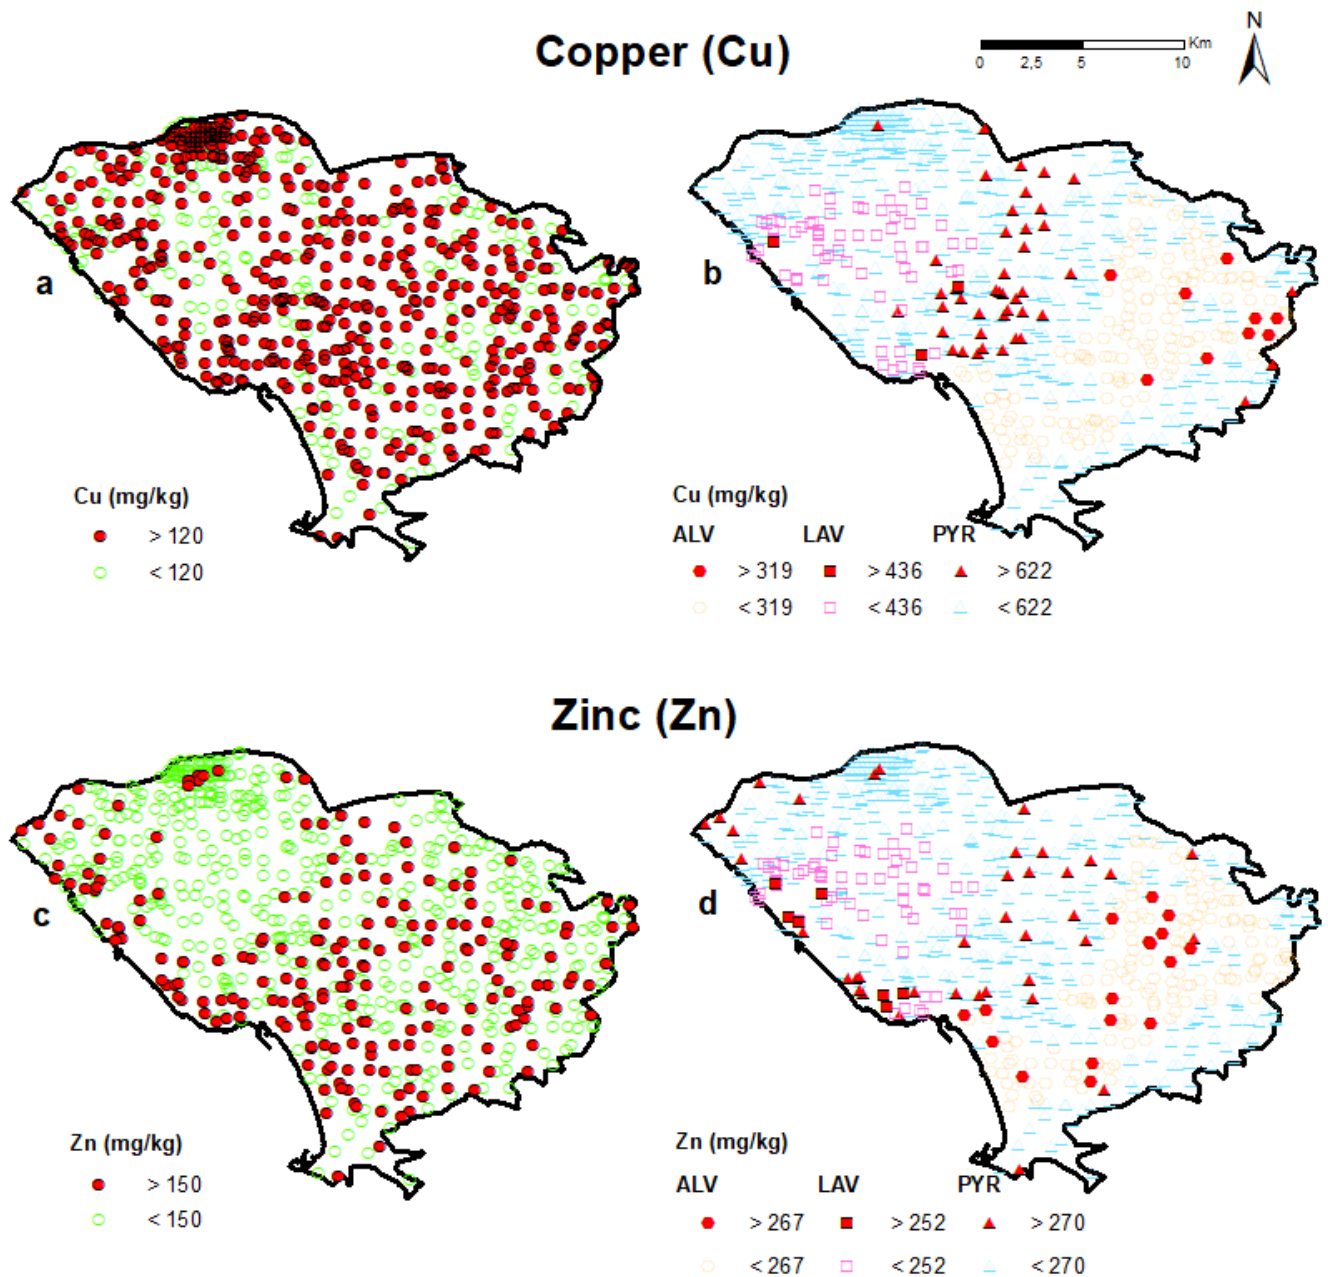 Copper (Cu)
N
Km
0 2,5 5 10
a
b
Cu (mg/kg)
> 120
< 120
Cu (mg/kg)
ALV LAV PYR
> 319 > 436 > 622
< 319 < 436 < 622
Zinc (Zn)
c
d
Zn (mg/kg)
> 150
< 150
Zn (mg/kg)
ALV LAV PYR
> 267 > 252 > 270
< 267 < 252 < 270